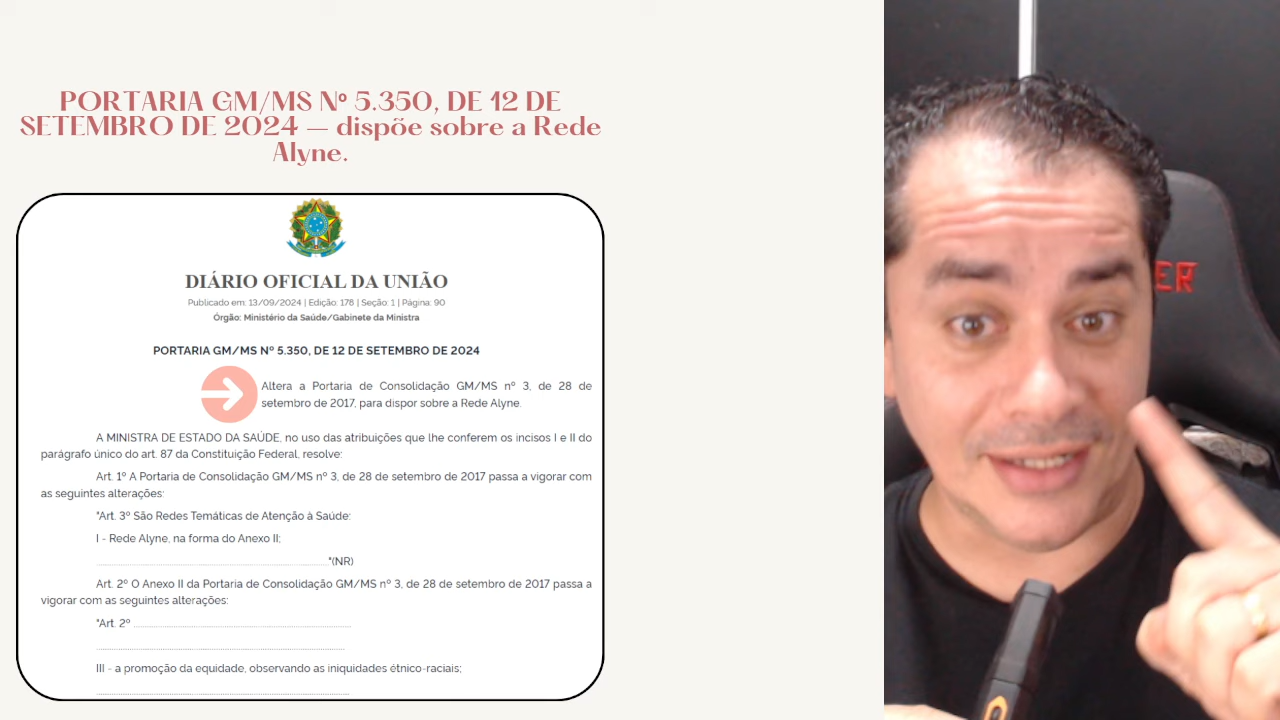 PORTARIA GM/MS Nº 5.350, DE 12 DE
SETEMBRO DE 2024 – dispõe sobre a Rede
Alyne.
DIÁRIO OFICIAL DA UNIÃO
Publicado em: 13/09/2024 | Edição: 178 | Seção: 1 | Página: 90
Órgão: Ministério da Saúde/Gabinete da Ministra
PORTARIA GM/MS Nº 5.350, DE 12 DE SETEMBRO DE 2024
Altera a Portaria de Consolidação GM/MS nº 3, de 28 de
setembro de 2017, para dispor sobre a Rede Alyne.
A MINISTRA DE ESTADO DA SAÚDE, no uso das atribuições que lhe conferem os incisos I e II do
parágrafo único do art. 87 da Constituição Federal, resolve:
Art. 1º A Portaria de Consolidação GM/MS nº 3, de 28 de setembro de 2017 passa a vigorar com
as seguintes alterações:
"Art. 3º São Redes Temáticas de Atenção à Saúde:
I - Rede Alyne, na forma do Anexo II;
..................................................................................."(NR)
Art. 2º O Anexo II da Portaria de Consolidação GM/MS nº 3, de 28 de setembro de 2017 passa a
vigorar com as seguintes alterações:
"Art. 2º ..............................................................................
...........................................................................................
III - a promoção da equidade, observando as iniquidades étnico-raciais;
............................................................................................
ER